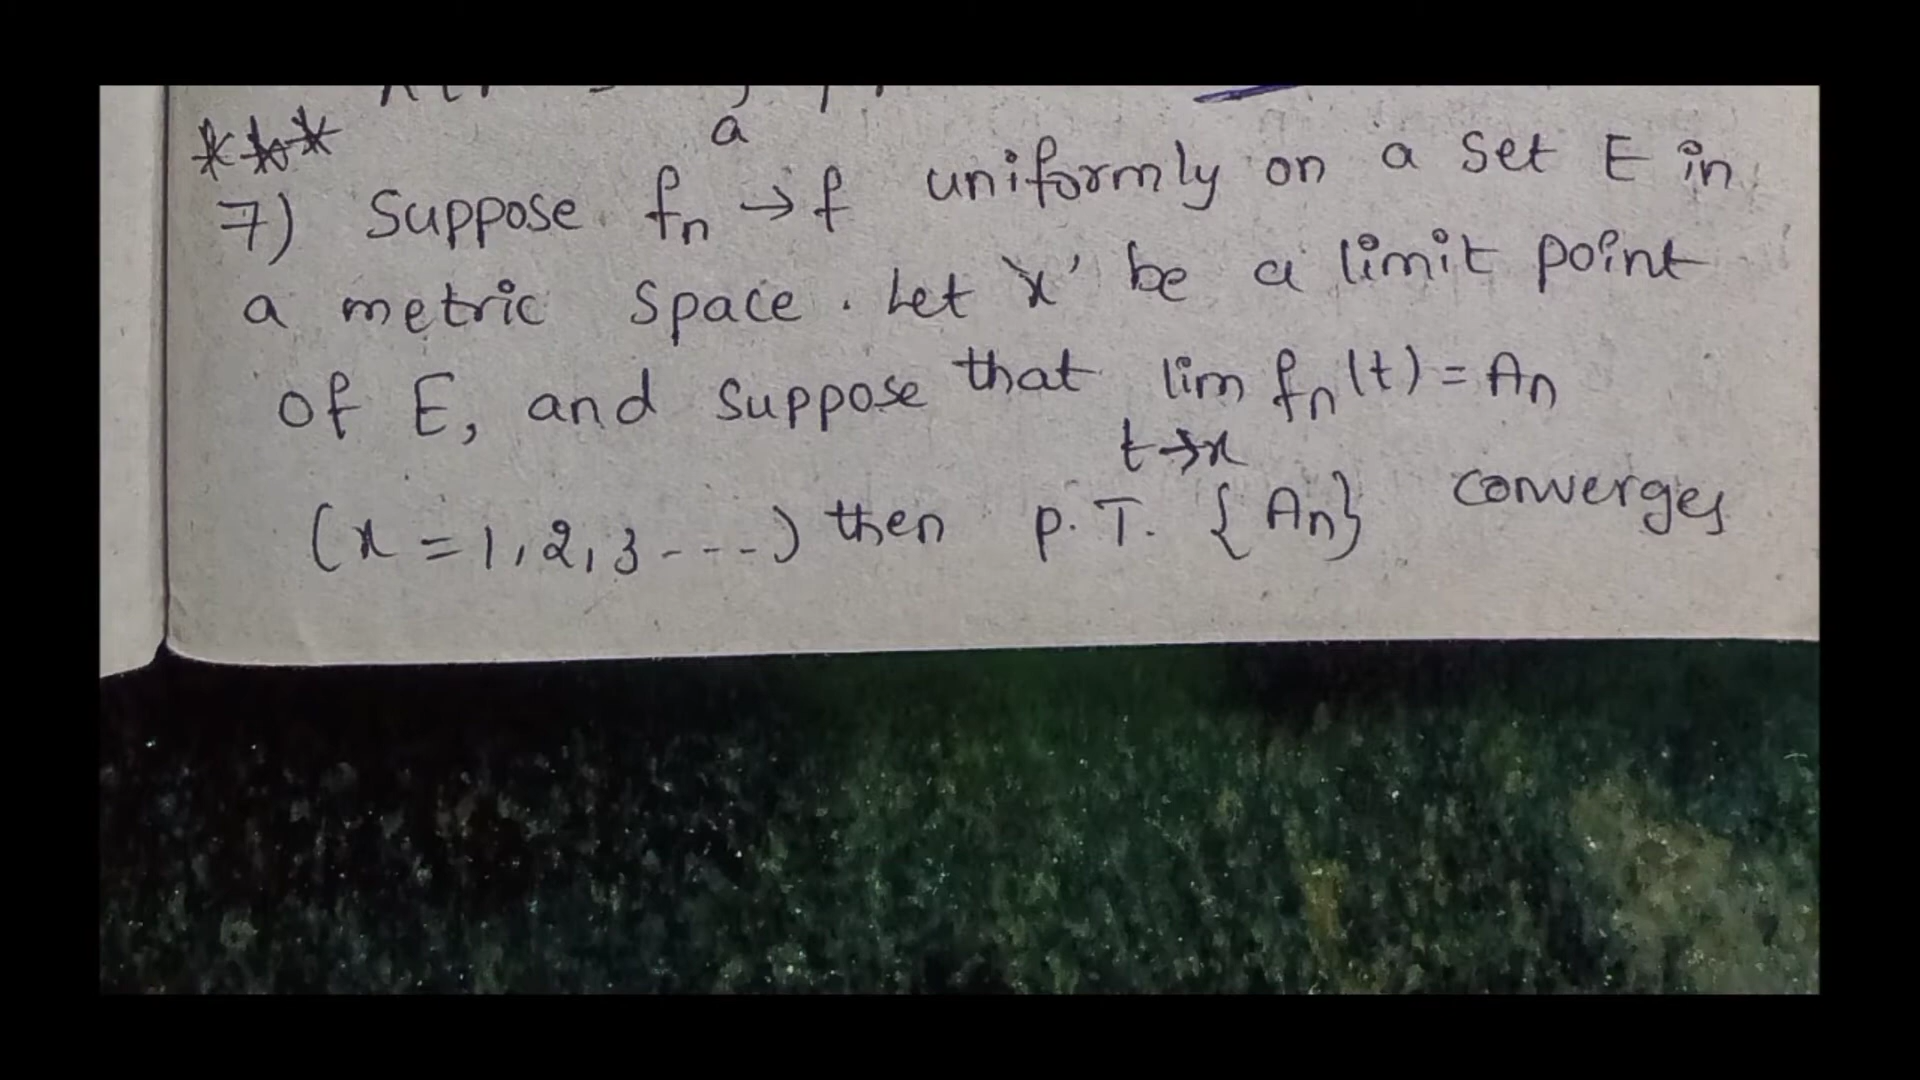 a
***
7) Suppose fn → f uniformly on a set E in
a metric space. Let 'x' be a limit point
of E, and suppose that lim fn(t) = An
t→x
(x = 1, 2, 3 ----) then P.T. {An} converges